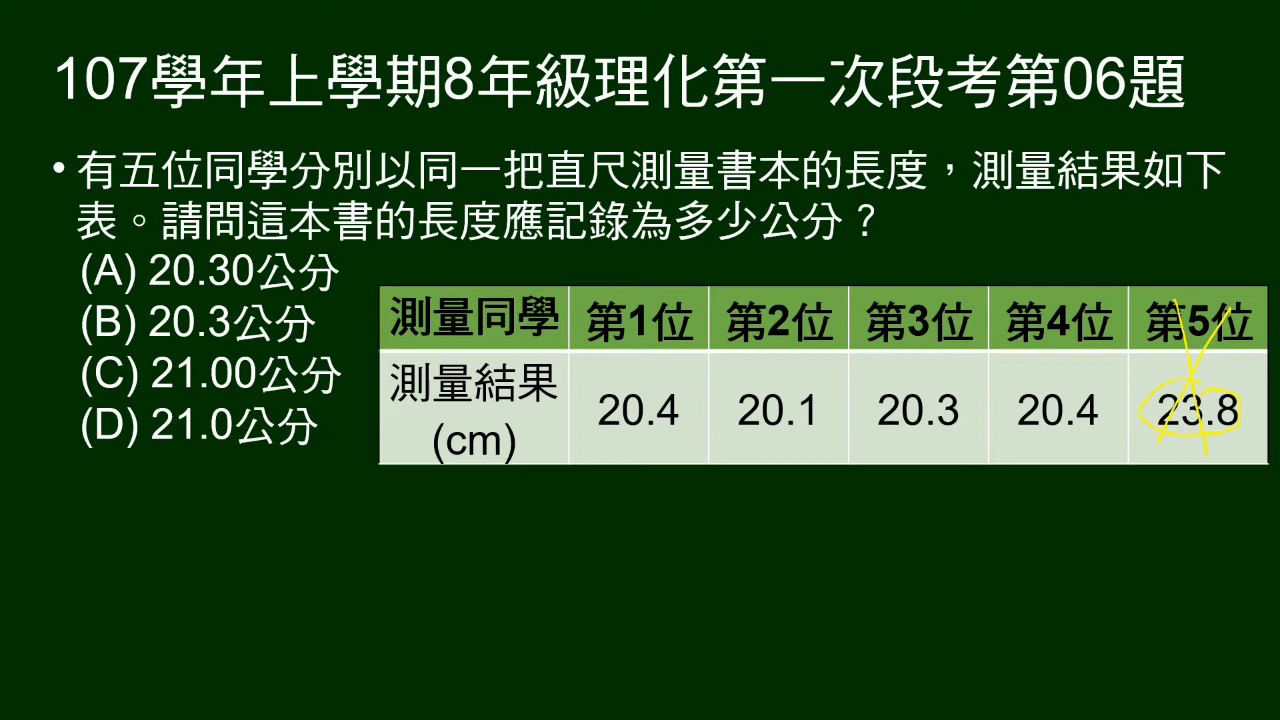 107學年上學期8年級理化第一次段考第06題
•有五位同學分別以同一把直尺測量書本的長度，測量結果如下
表。請問這本書的長度應記錄為多少公分？
(A) 20.30公分
(B) 20.3公分
(C) 21.00公分
(D) 21.0公分
測量同學 第1位 第2位 第3位 第4位 第5位
測量結果
(cm) 20.4 20.1 20.3 20.4 23.8